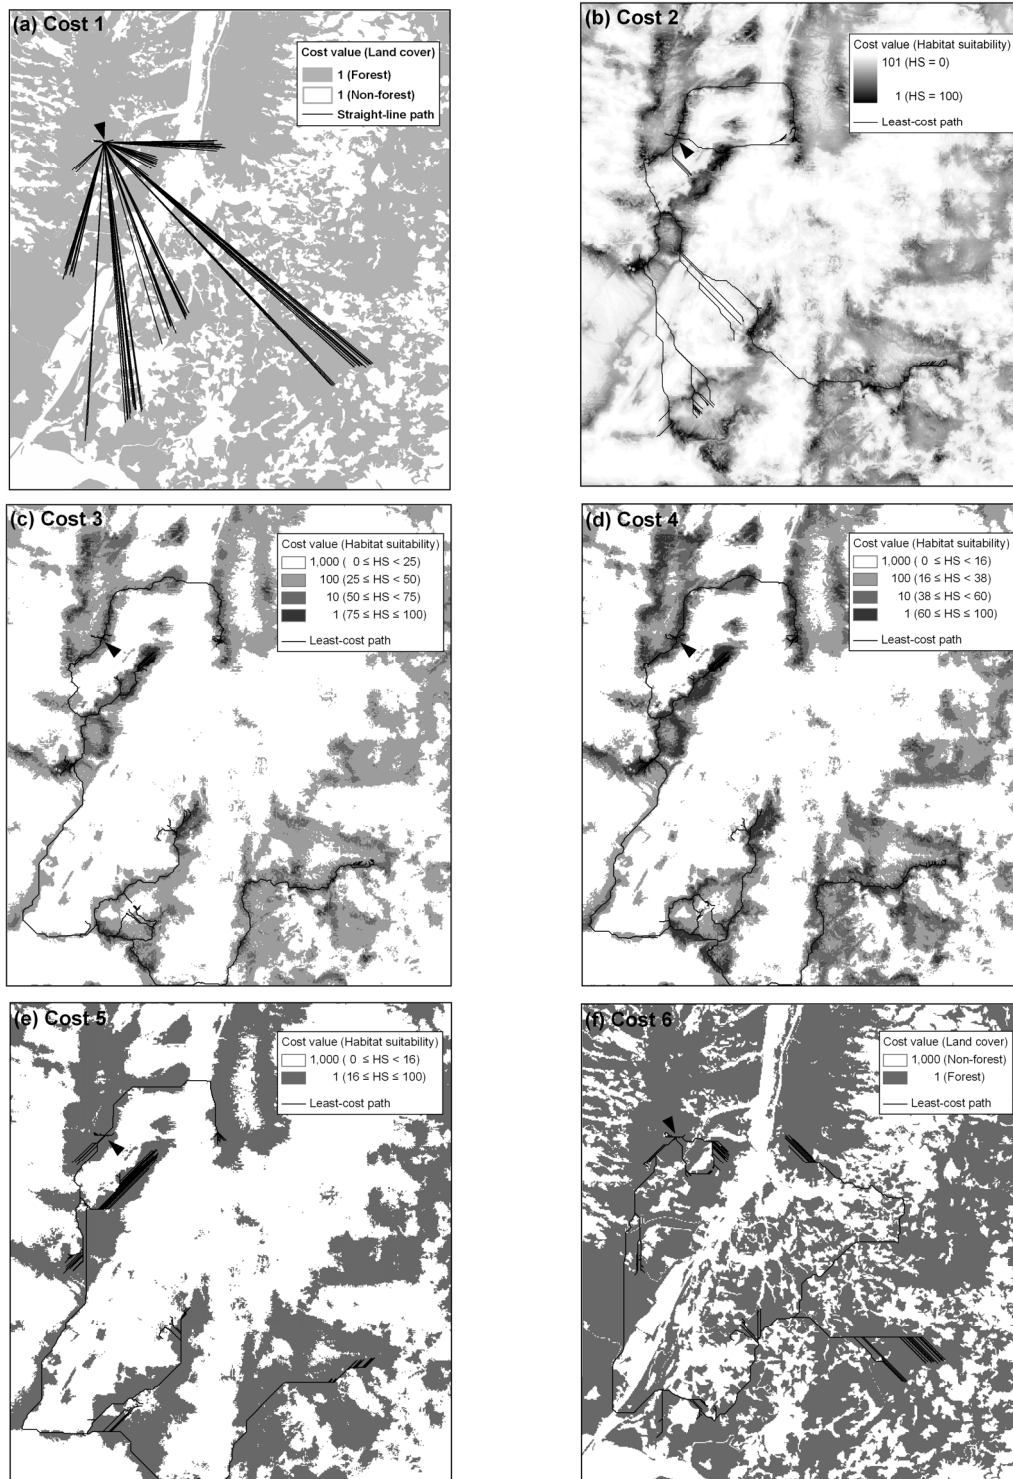 (a) Cost 1
Cost value (Land cover)
1 (Forest)
1 (Non-forest)
Straight-line path
(b) Cost 2
Cost value (Habitat suitability)
101 (HS = 0)
1 (HS = 100)
Least-cost path
(c) Cost 3
Cost value (Habitat suitability)
1,000 ( 0 ≤ HS < 25)
100 (25 ≤ HS < 50)
10 (50 ≤ HS < 75)
1 (75 ≤ HS ≤ 100)
Least-cost path
(d) Cost 4
Cost value (Habitat suitability)
1,000 ( 0 ≤ HS < 16)
100 (16 ≤ HS < 38)
10 (38 ≤ HS < 60)
1 (60 ≤ HS ≤ 100)
Least-cost path
(e) Cost 5
Cost value (Habitat suitability)
1,000 ( 0 ≤ HS < 16)
1 (16 ≤ HS ≤ 100)
Least-cost path
(f) Cost 6
Cost value (Land cover)
1,000 (Non-forest)
1 (Forest)
Least-cost path